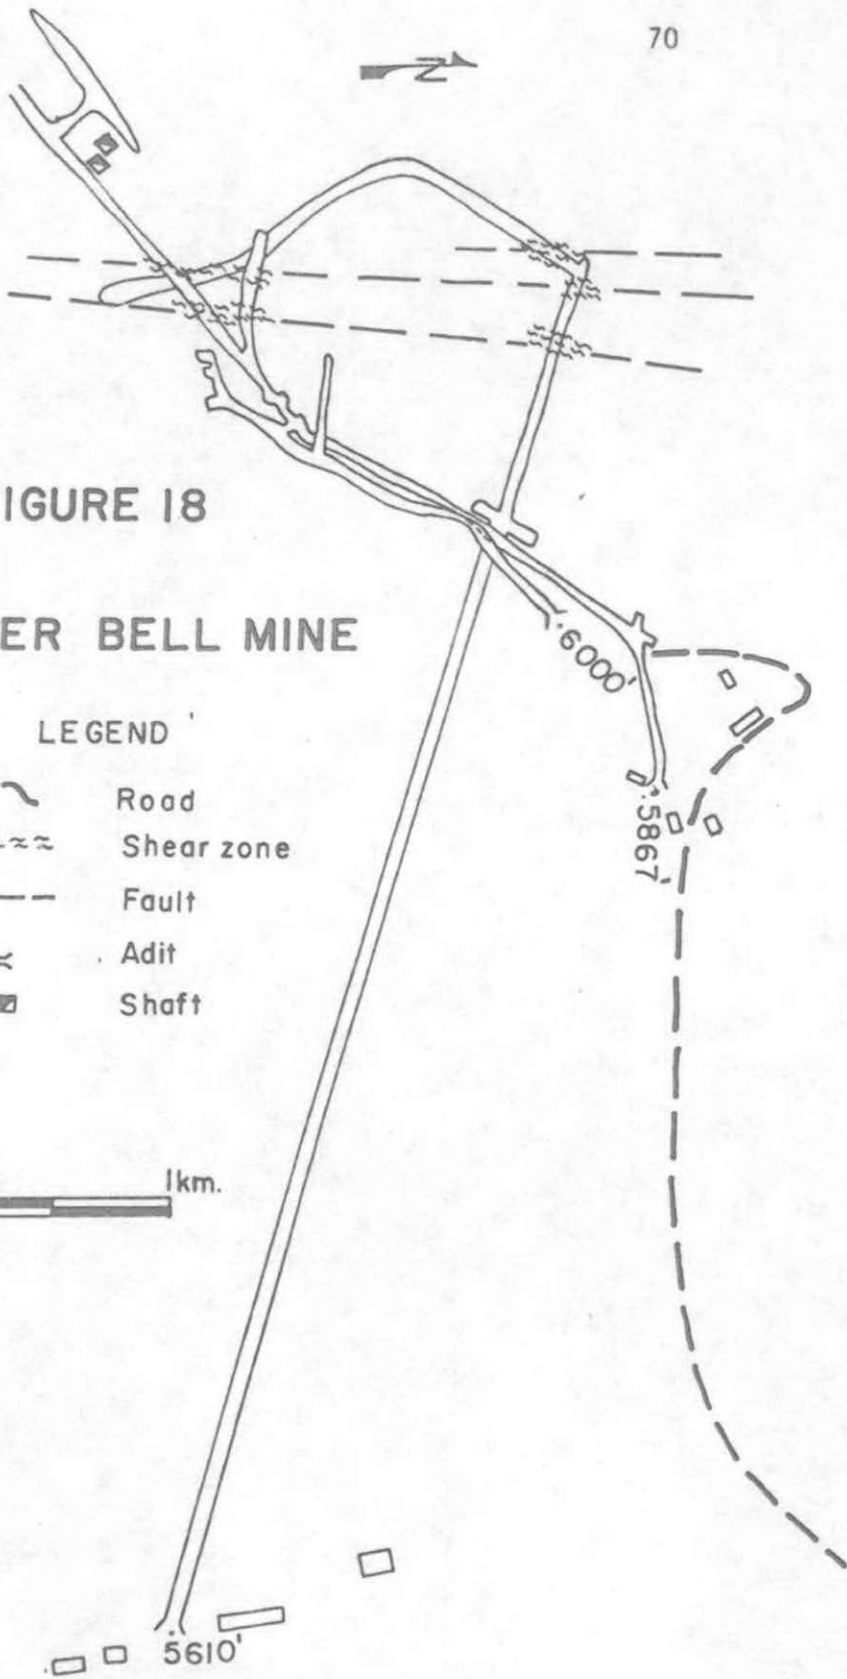 70
N
IGURE 18
ER BELL MINE
6000'
LEGEND
Road
Shear zone
Fault
Adit
Shaft
5867'
1km.
5610'